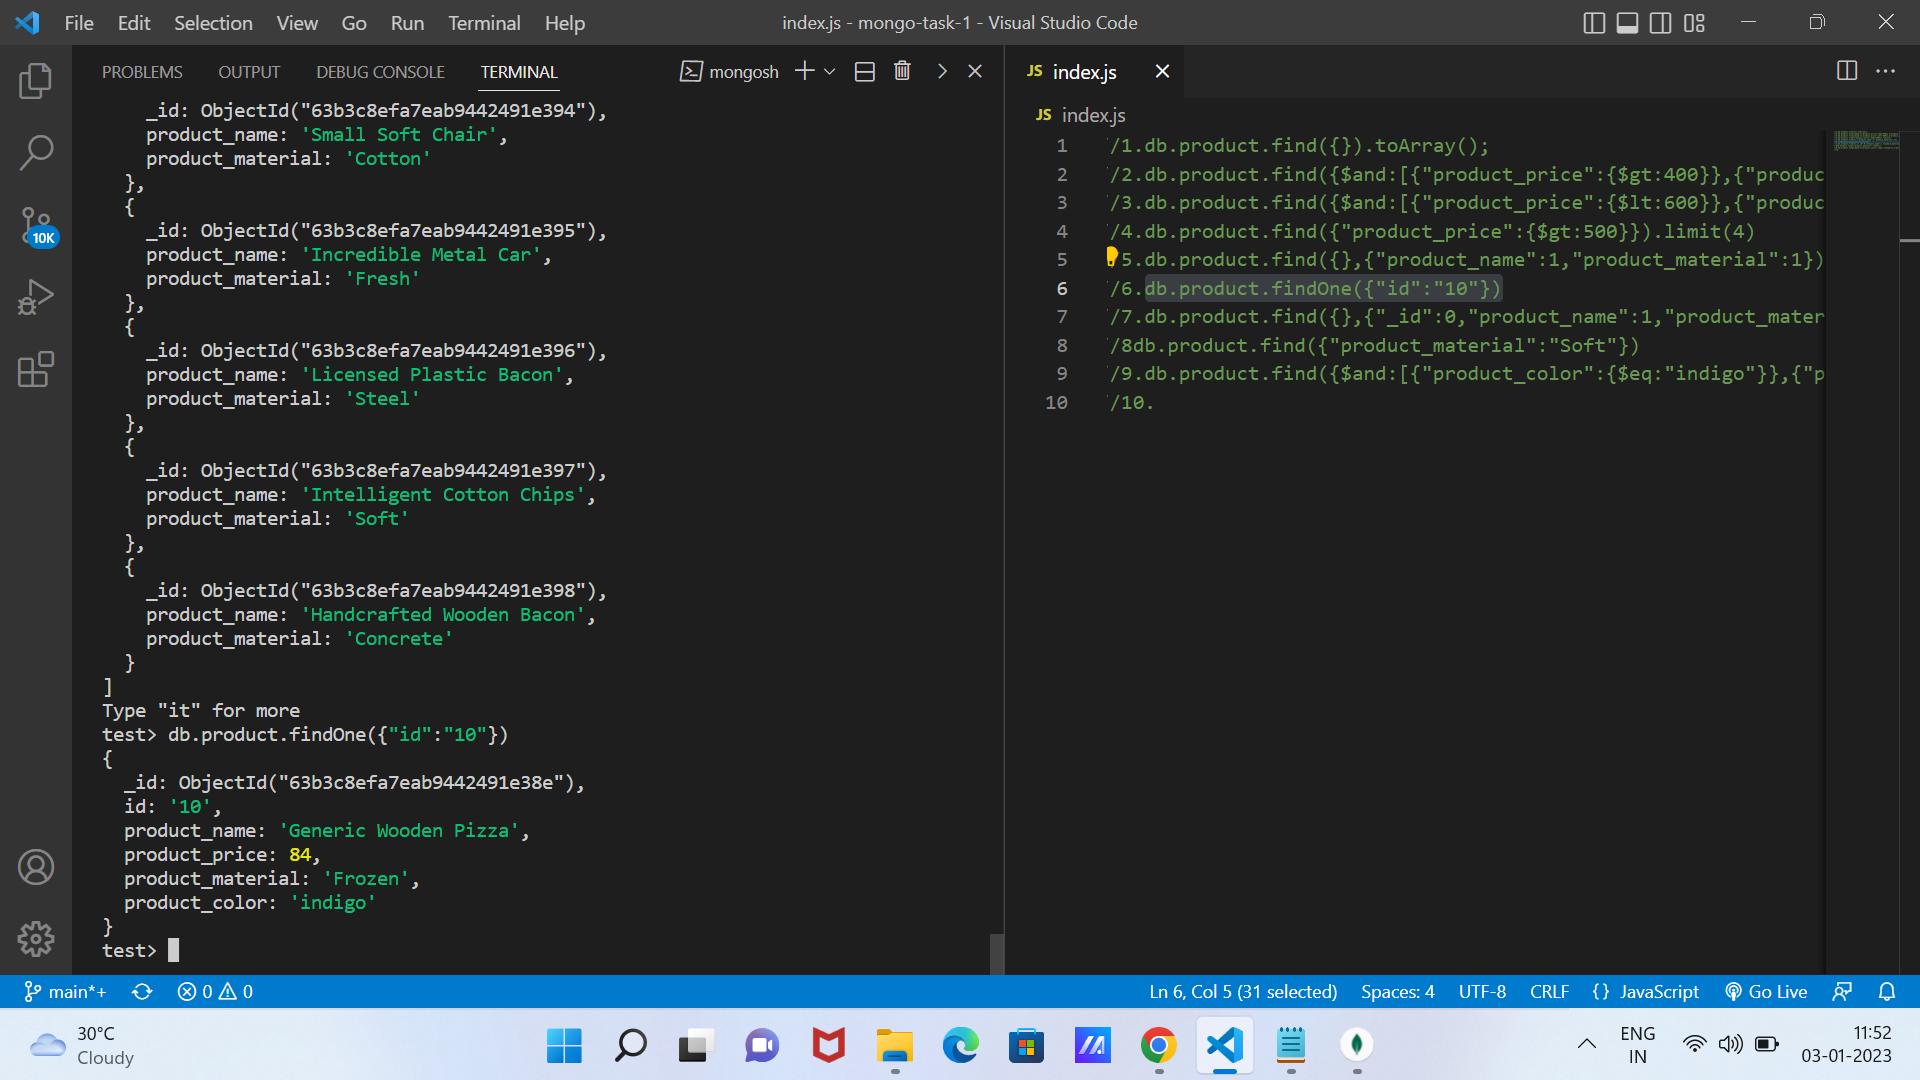 File Edit Selection View Go Run Terminal Help
index.js - mongo-task-1 - Visual Studio Code
PROBLEMS OUTPUT DEBUG CONSOLE TERMINAL
mongosh
_id: ObjectId("63b3c8efa7eab9442491e394"),
product_name: 'Small Soft Chair',
product_material: 'Cotton'
},
{
_id: ObjectId("63b3c8efa7eab9442491e395"),
product_name: 'Incredible Metal Car',
product_material: 'Fresh'
},
{
_id: ObjectId("63b3c8efa7eab9442491e396"),
product_name: 'Licensed Plastic Bacon',
product_material: 'Steel'
},
{
_id: ObjectId("63b3c8efa7eab9442491e397"),
product_name: 'Intelligent Cotton Chips',
product_material: 'Soft'
},
{
_id: ObjectId("63b3c8efa7eab9442491e398"),
product_name: 'Handcrafted Wooden Bacon',
product_material: 'Concrete'
}
]
Type "it" for more
test> db.product.findOne({"id":"10"})
{
_id: ObjectId("63b3c8efa7eab9442491e38e"),
id: '10',
product_name: 'Generic Wooden Pizza',
product_price: 84,
product_material: 'Frozen',
product_color: 'indigo'
}
test>
10K
JS index.js
JS index.js
1 /1.db.product.find({}).toArray();
2 /2.db.product.find({$and:[{"product_price":{$gt:400}},{"produc
3 /3.db.product.find({$and:[{"product_price":{$lt:600}},{"produc
4 /4.db.product.find({"product_price":{$gt:500}}).limit(4)
5 5.db.product.find({},{"product_name":1,"product_material":1})
6 /6.db.product.findOne({"id":"10"})
7 /7.db.product.find({},{"_id":0,"product_name":1,"product_mater
8 /8db.product.find({"product_material":"Soft"})
9 /9.db.product.find({$and:[{"product_color":{$eq:"indigo"}},{"p
10 /10.
main*+ 0 0
Ln 6, Col 5 (31 selected) Spaces: 4 UTF-8 CRLF {} JavaScript Go Live
30°C
Cloudy
ENG
IN
11:52
03-01-2023